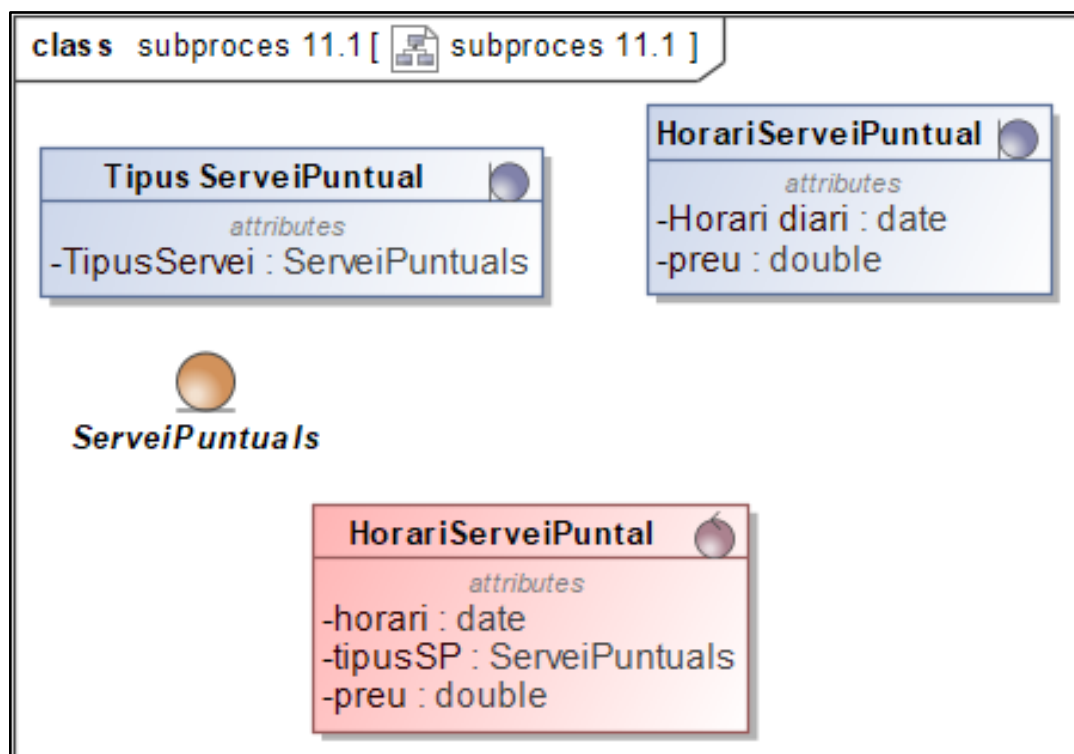 class subproces 11.1 [ subproces 11.1 ]
Tipus ServeiPuntual
attributes
-TipusServei : ServeiPuntuals
HorariServeiPuntual
attributes
-Horari diari : date
-preu : double
ServeiPuntuals
HorariServeiPuntal
attributes
-horari : date
-tipusSP : ServeiPuntuals
-preu : double